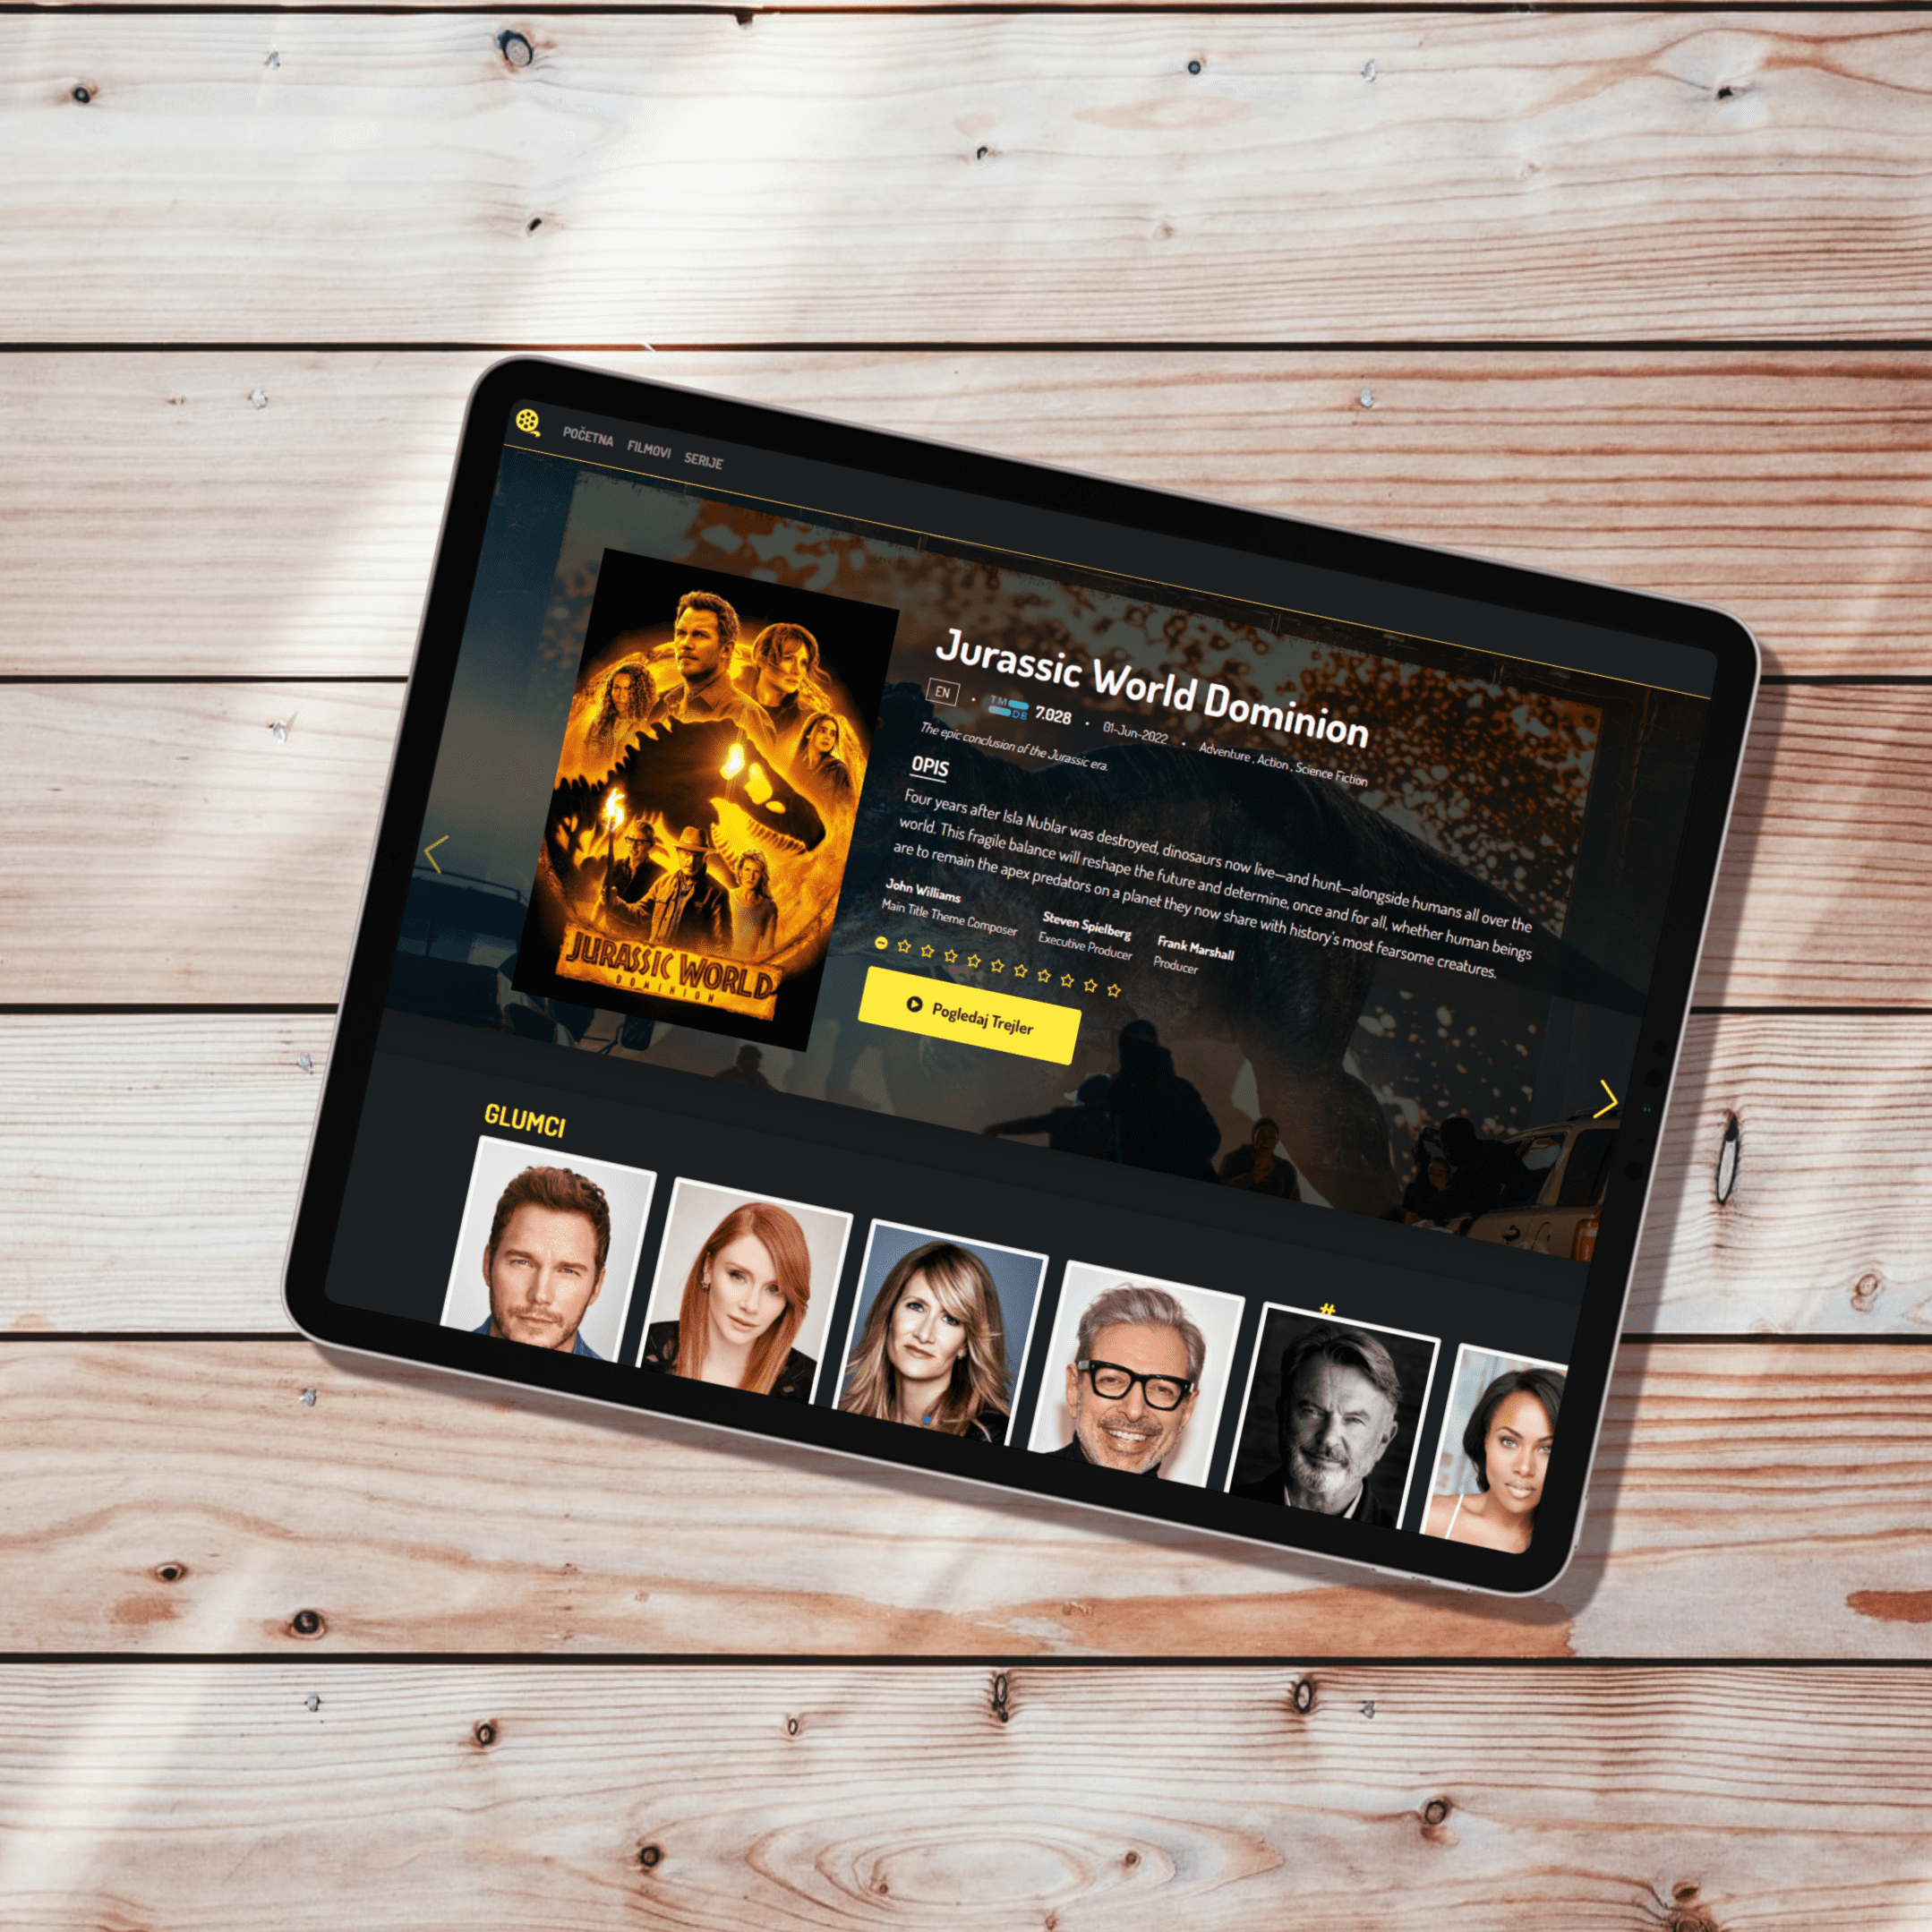 POČETNA FILMOVI SERIJE
JURASSIC WORLD
DOMINION
Jurassic World Dominion
EN • TMDB 7.028 • 01-Jun-2022 • Adventure , Action , Science Fiction
The epic conclusion of the Jurassic era.
OPIS
Four years after Isla Nublar was destroyed, dinosaurs now live—and hunt—alongside humans all over the
world. This fragile balance will reshape the future and determine, once and for all, whether human beings
are to remain the apex predators on a planet they now share with history's most fearsome creatures.
John Williams
Main Title Theme Composer
Steven Spielberg
Executive Producer
Frank Marshall
Producer
Pogledaj Trejler
GLUMCI
#